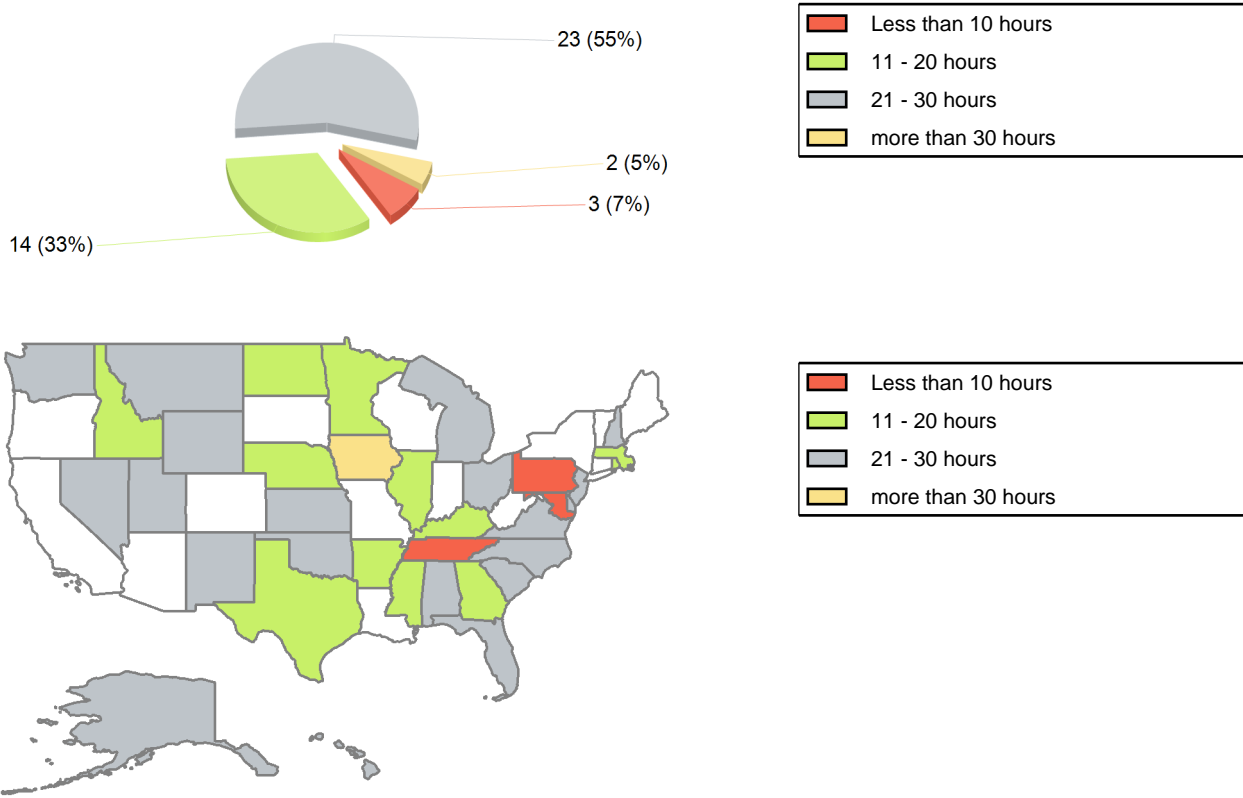 23 (55%)
2 (5%)
3 (7%)
14 (33%)
Less than 10 hours
11 - 20 hours
21 - 30 hours
more than 30 hours
Less than 10 hours
11 - 20 hours
21 - 30 hours
more than 30 hours